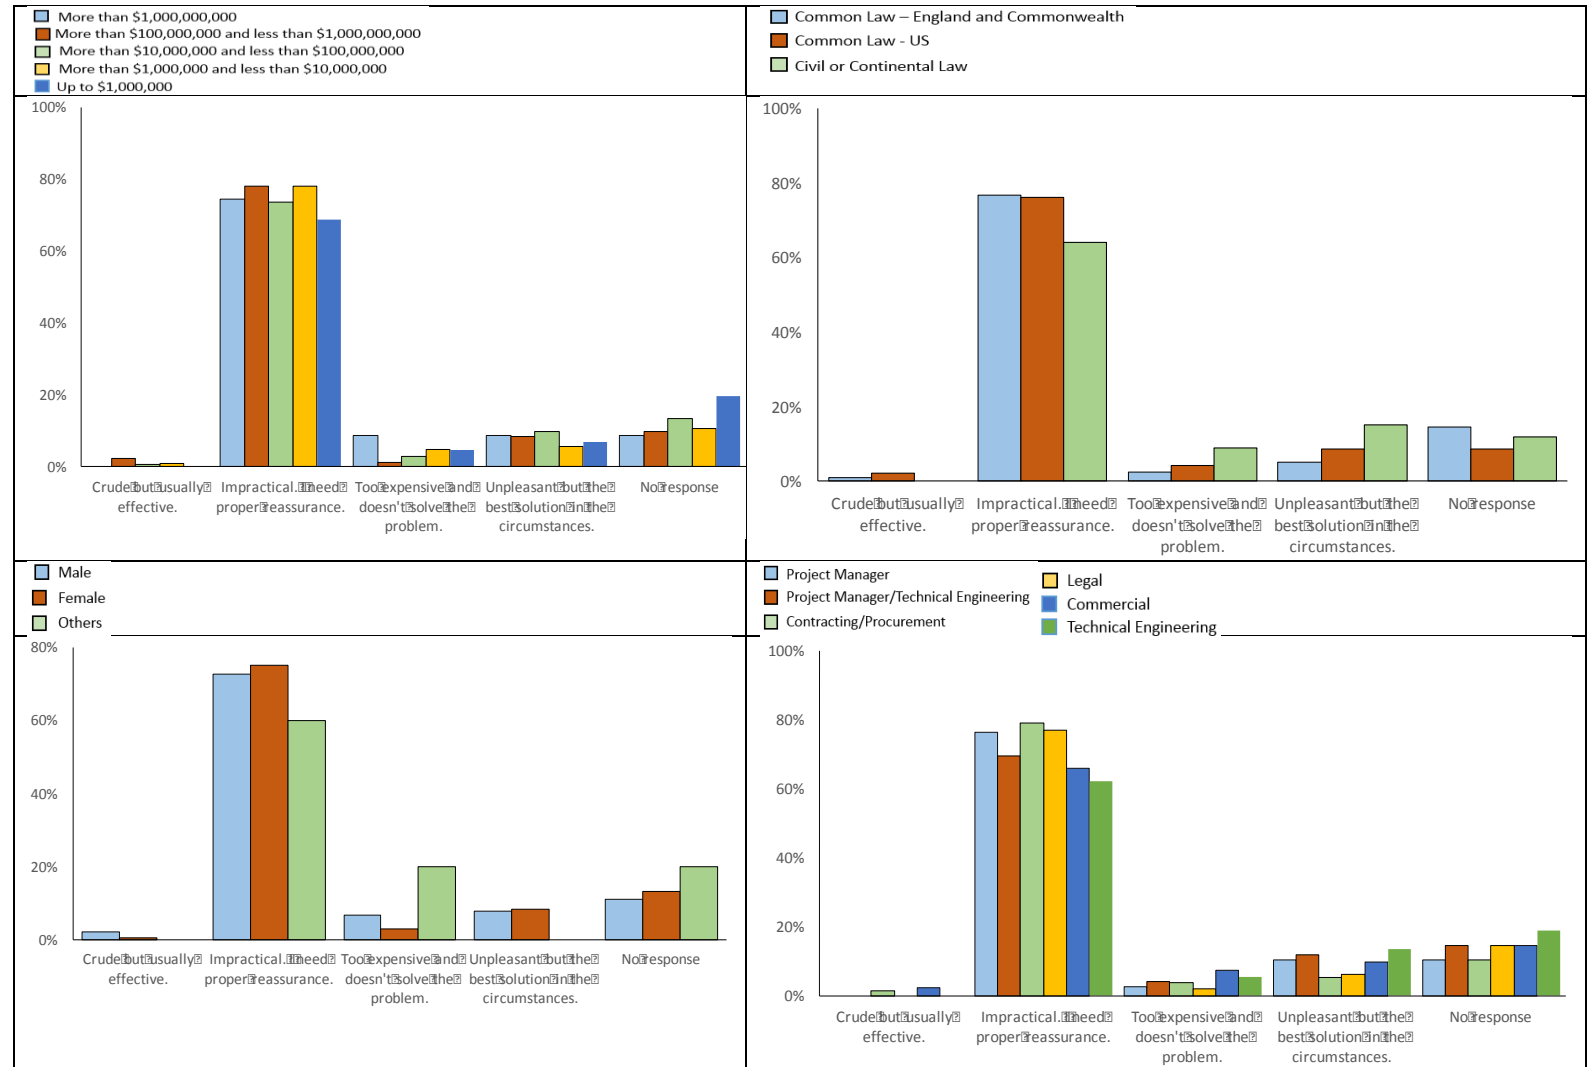 More than $1,000,000,000
More than $100,000,000 and less than $1,000,000,000
More than $10,000,000 and less than $100,000,000
More than $1,000,000 and less than $10,000,000
Up to $1,000,000
Common Law – England and Commonwealth
Common Law - US
Civil or Continental Law
100%
80%
60%
40%
20%
0%
Crude⍰but⍰usually⍰
effective.
Impractical.⍰I⍰need⍰
proper⍰reassurance.
Too⍰expensive⍰and⍰
doesn't⍰solve⍰the⍰
problem.
Unpleasant⍰but⍰the⍰
best⍰solution⍰in⍰the⍰
circumstances.
No⍰response
100%
80%
60%
40%
20%
0%
Crude⍰but⍰usually⍰
effective.
Impractical.⍰I⍰need⍰
proper⍰reassurance.
Too⍰expensive⍰and⍰
doesn't⍰solve⍰the⍰
problem.
Unpleasant⍰but⍰the⍰
best⍰solution⍰in⍰the⍰
circumstances.
No⍰response
Male
Female
Others
Project Manager
Project Manager/Technical Engineering
Contracting/Procurement
Legal
Commercial
Technical Engineering
80%
60%
40%
20%
0%
Crude⍰but⍰usually⍰
effective.
Impractical.⍰I⍰need⍰
proper⍰reassurance.
Too⍰expensive⍰and⍰
doesn't⍰solve⍰the⍰
problem.
Unpleasant⍰but⍰the⍰
best⍰solution⍰in⍰the⍰
circumstances.
No⍰response
100%
80%
60%
40%
20%
0%
Crude⍰but⍰usually⍰
effective.
Impractical.⍰I⍰need⍰
proper⍰reassurance.
Too⍰expensive⍰and⍰
doesn't⍰solve⍰the⍰
problem.
Unpleasant⍰but⍰the⍰
best⍰solution⍰in⍰the⍰
circumstances.
No⍰response